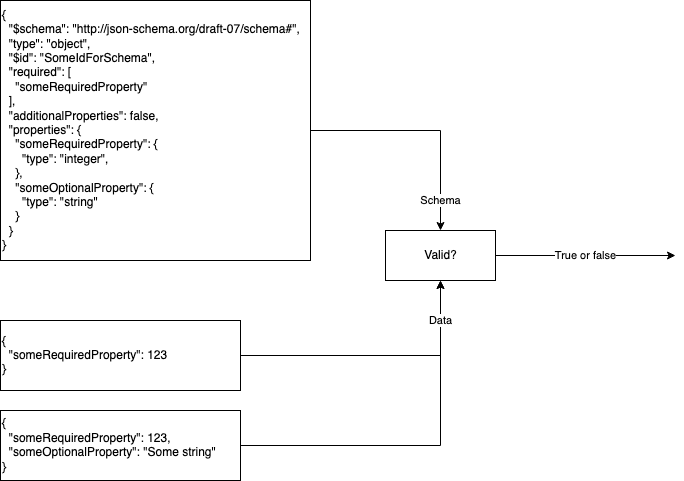 {
"$schema": "http://json-schema.org/draft-07/schema#",
"type": "object",
"$id": "SomeIdForSchema",
"required": [
"someRequiredProperty"
],
"additionalProperties": false,
"properties": {
"someRequiredProperty": {
"type": "integer",
},
"someOptionalProperty": {
"type": "string"
}
}
}
Schema
Valid?
True or false
Data
{
"someRequiredProperty": 123
}
{
"someRequiredProperty": 123,
"someOptionalProperty": "Some string"
}